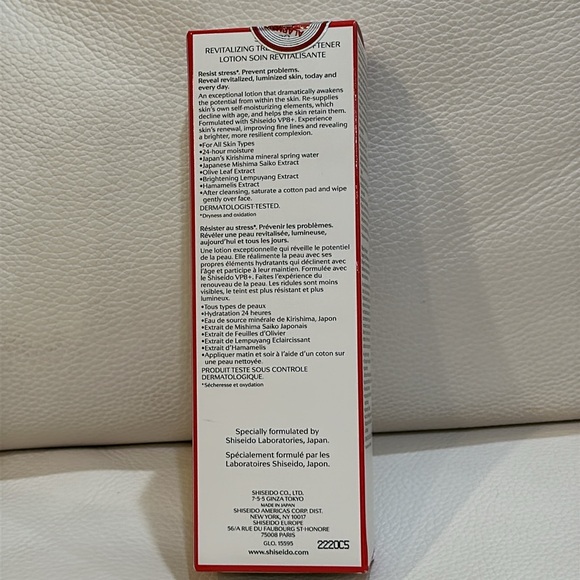 REVITALIZING TRE
FTENER
LOTION SOIN REVITALISANTE
Resist stress*. Prevent problems.
Reveal revitalized, luminized skin, today and
every day.
An exceptional lotion that dramatically awakens
the potential from within the skin. Re-supplies
skin's own self-moisturizing elements, which
decline with age, and helps the skin retain them.
Formulated with Shiseido VP8+. Experience
skin's renewal, improving fine lines and revealing
a brighter, more resilient complexion.
•For All Skin Types
•24-hour moisture
•Japan's Kirishima mineral spring water
•Japanese Mishima Saiko Extract
•Olive Leaf Extract
•Brightening Lempuyang Extract
•Hamamelis Extract
•After cleansing, saturate a cotton pad and wipe
gently over face.
DERMATOLOGIST-TESTED.
*Dryness and oxidation
Résister au stress*. Prévenir les problèmes.
Révéler une peau revitalisée, lumineuse,
aujourd'hui et tous les jours.
Une lotion exceptionnelle qui réveille le potentiel
de la peau. Elle réalimente la peau avec ses
propres éléments hydratants qui déclinent avec
l'âge et participe à leur maintien. Formulée avec
le Shiseido VP8+. Faites l'expérience du
renouveau de la peau. Les ridules sont moins
visibles, le teint est plus résistant et plus
lumineux.
•Tous types de peaux
•Hydratation 24 heures
•Eau de source minérale de Kirishima, Japon
•Extrait de Mishima Saiko Japonais
•Extrait de Feuilles d'Olivier
•Extrait de Lempuyang Eclaircissant
•Extrait d'Hamamelis
•Appliquer matin et soir à l'aide d'un coton sur
une peau nettoyée.
PRODUIT TESTE SOUS CONTROLE
DERMATOLOGIQUE.
*Sécheresse et oxydation
Specially formulated by
Shiseido Laboratories, Japan.
Spécialement formulé par les
Laboratoires Shiseido, Japon.
SHISEIDO CO., LTD.
7-5-5 GINZA TOKYO
MADE IN JAPAN
SHISEIDO AMERICAS CORP. DIST.
NEW YORK, NY 10017
SHISEIDO EUROPE
56/A RUE DU FAUBOURG ST-HONORE
75008 PARIS
GLO. 15595
2220CS
www.shiseido.com